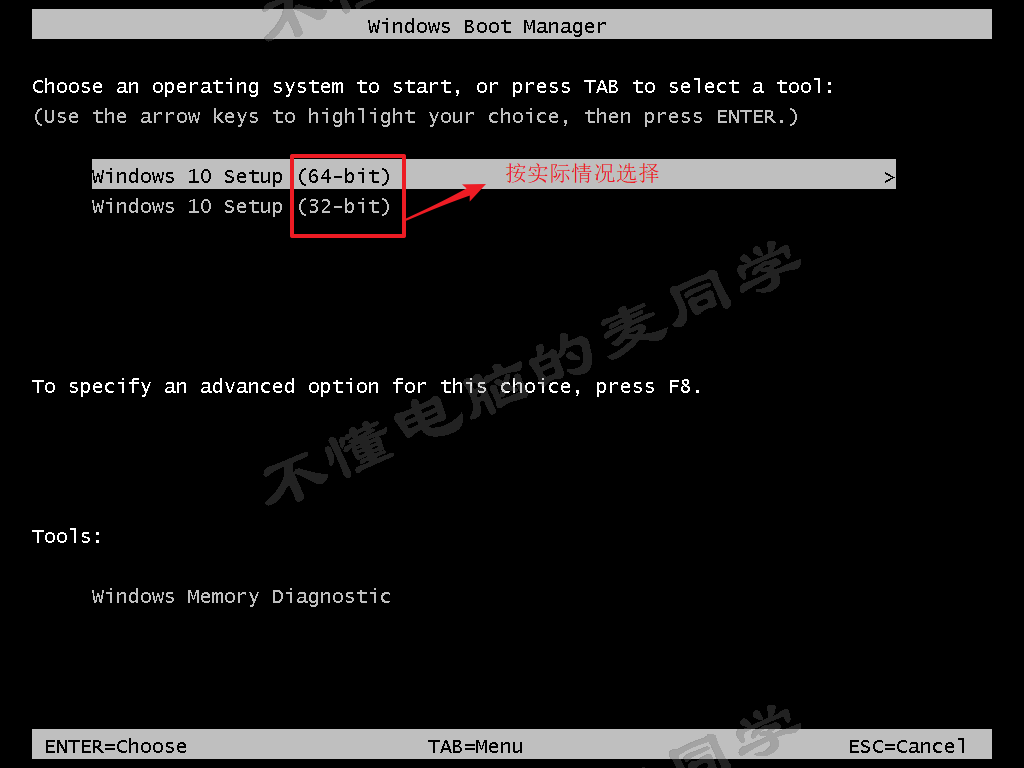 Windows Boot Manager
Choose an operating system to start, or press TAB to select a tool:
(Use the arrow keys to highlight your choice, then press ENTER.)
Windows 10 Setup (64-bit) 按实际情况选择 >
Windows 10 Setup (32-bit)
不懂电脑的麦同学
To specify an advanced option for this choice, press F8.
Tools:
Windows Memory Diagnostic
ENTER=Choose TAB=Menu ESC=Cancel